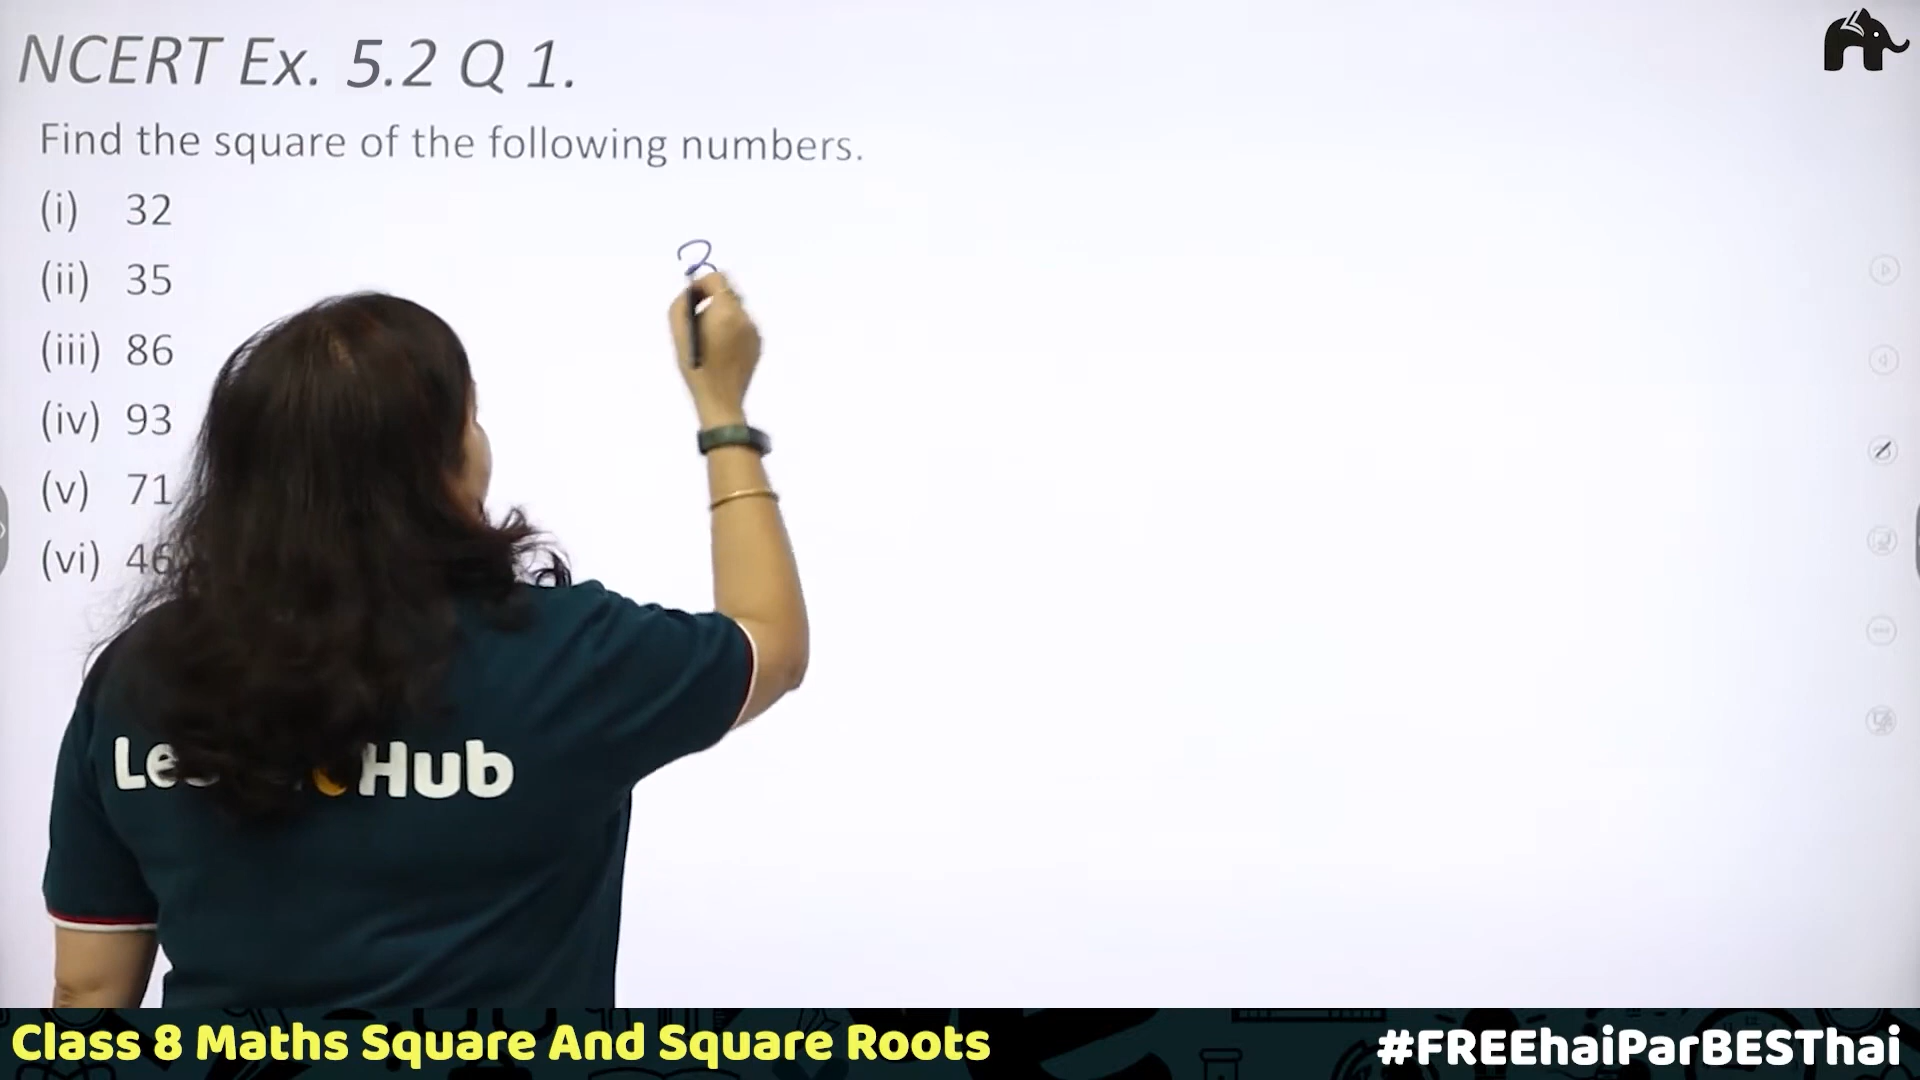 NCERT Ex. 5.2 Q 1.
Find the square of the following numbers.
(i) 32
(ii) 35
(iii) 86
(iv) 93
(v) 71
(vi) 46
3
Hub
Class 8 Maths Square And Square Roots
#FREEhaiParBESThai